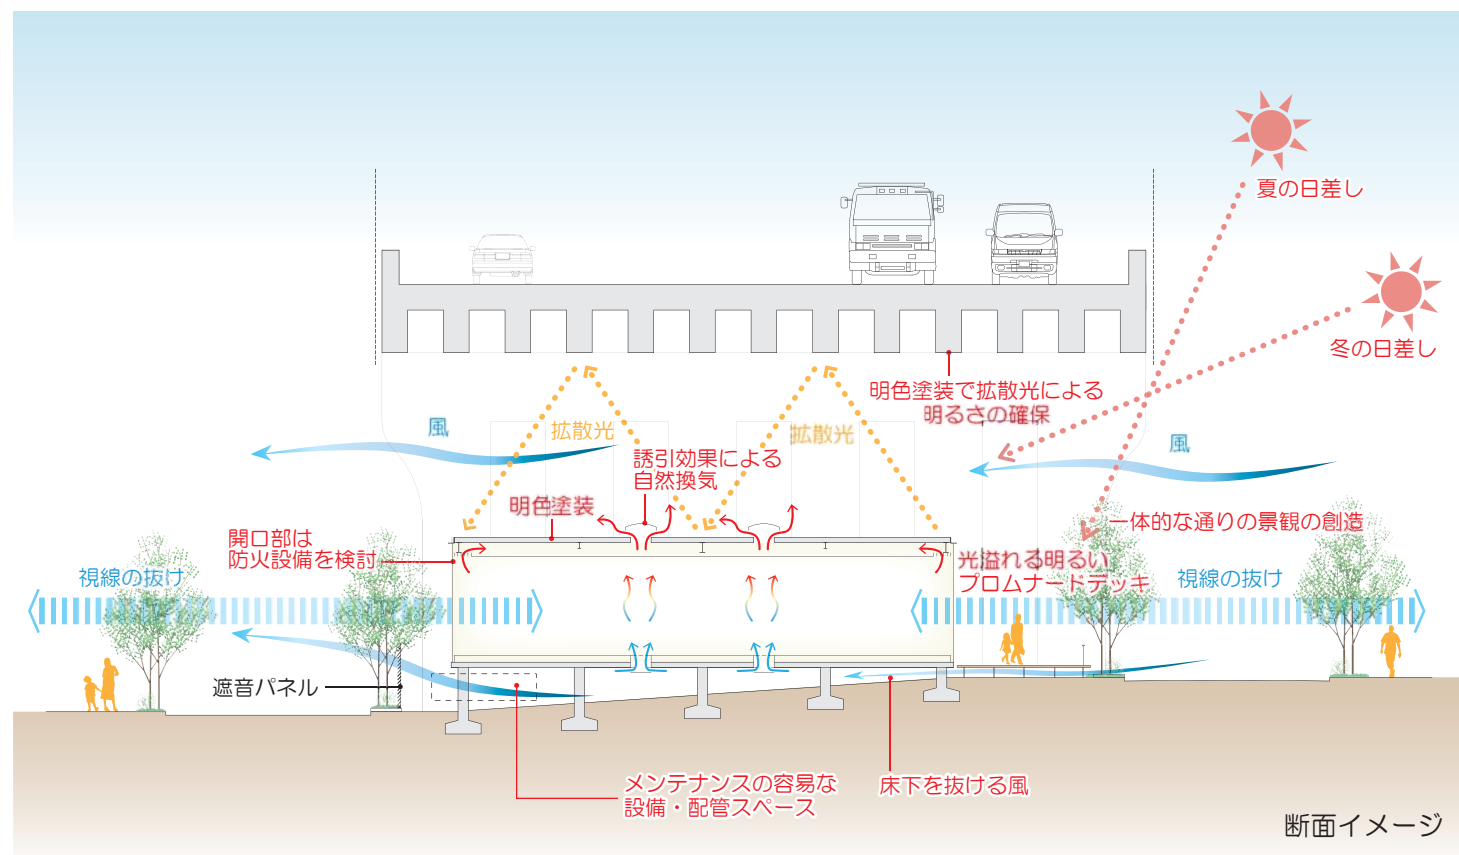 夏の日差し
冬の日差し
明色塗装で拡散光による
明るさの確保
風
拡散光
拡散光
風
誘引効果による
自然換気
明色塗装
一体的な通りの景観の創造
開口部は
防火設備を検討
光溢れる明るい
プロムナードデッキ
視線の抜け
視線の抜け
遮音パネル
メンテナンスの容易な
設備・配管スペース
床下を抜ける風
断面イメージ